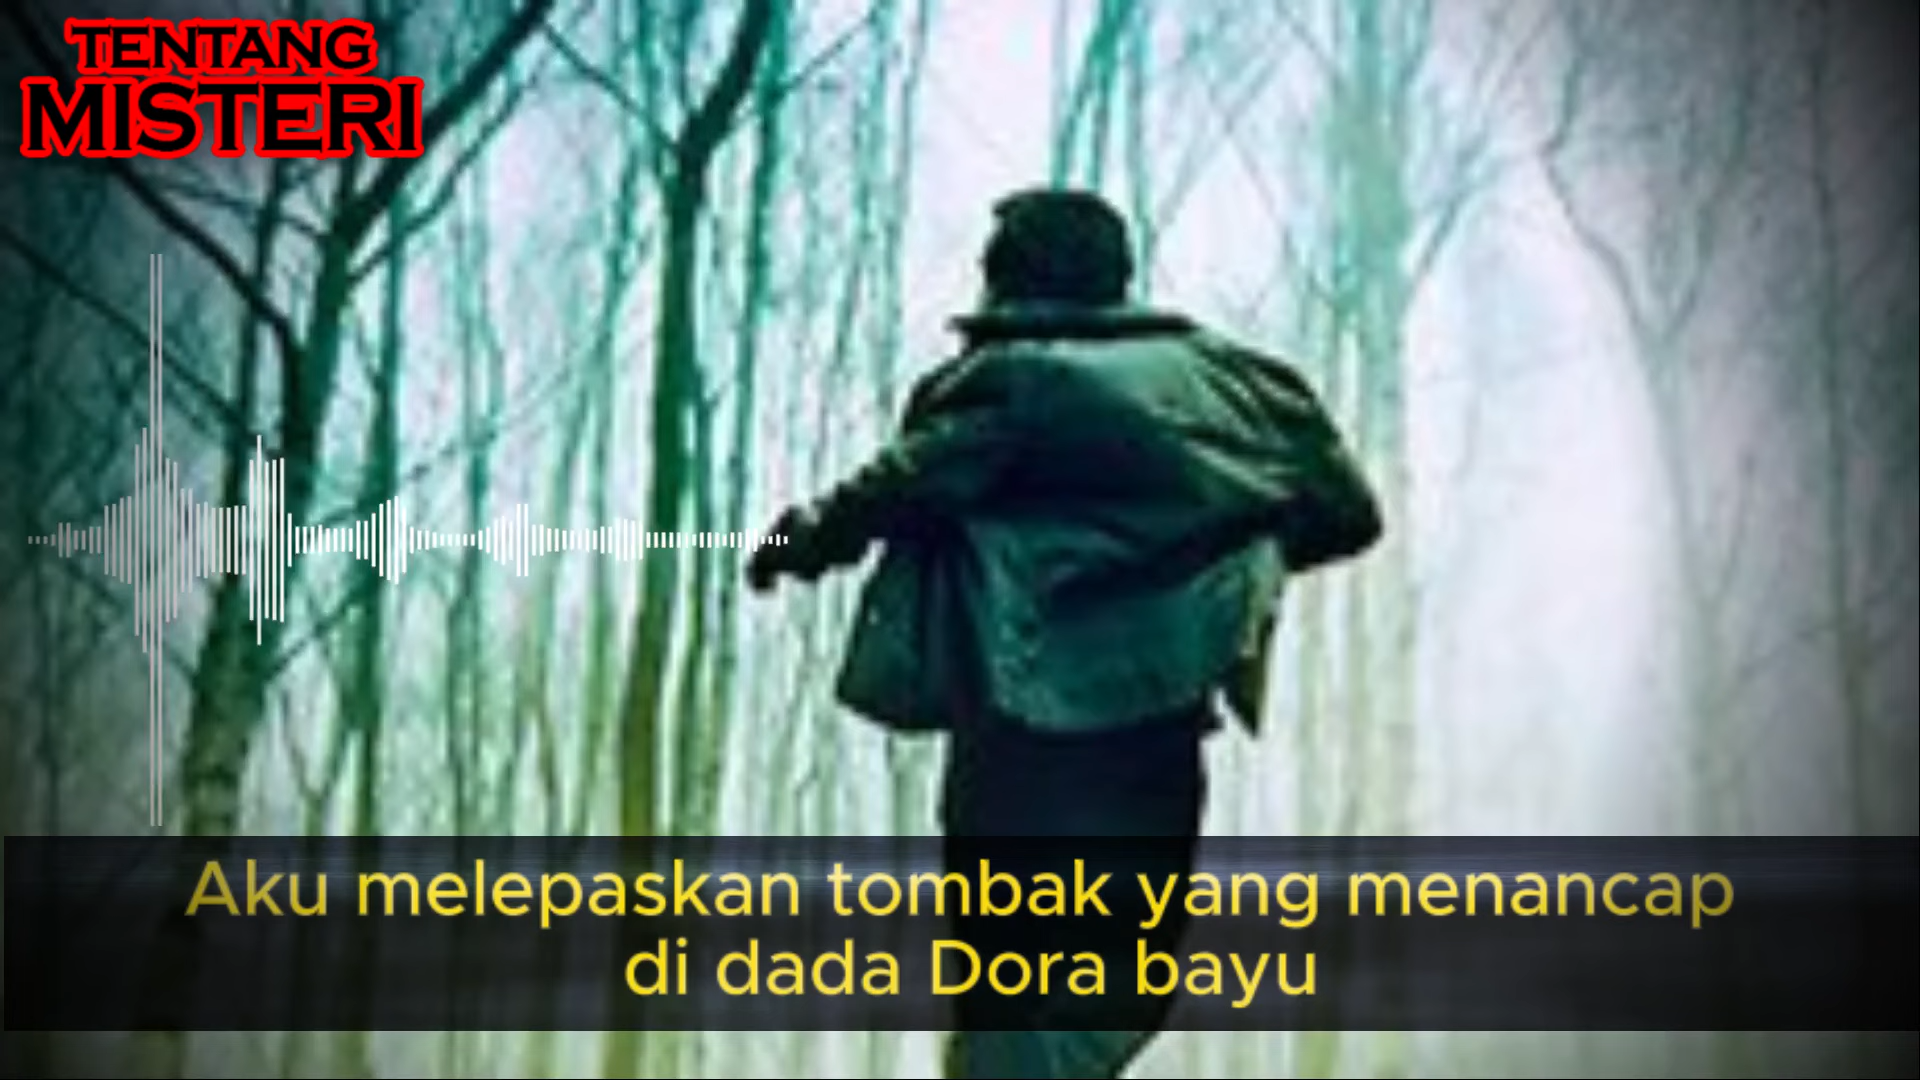 TENTANG
MISTERI
Aku melepaskan tombak yang menancap
di dada Dora bayu